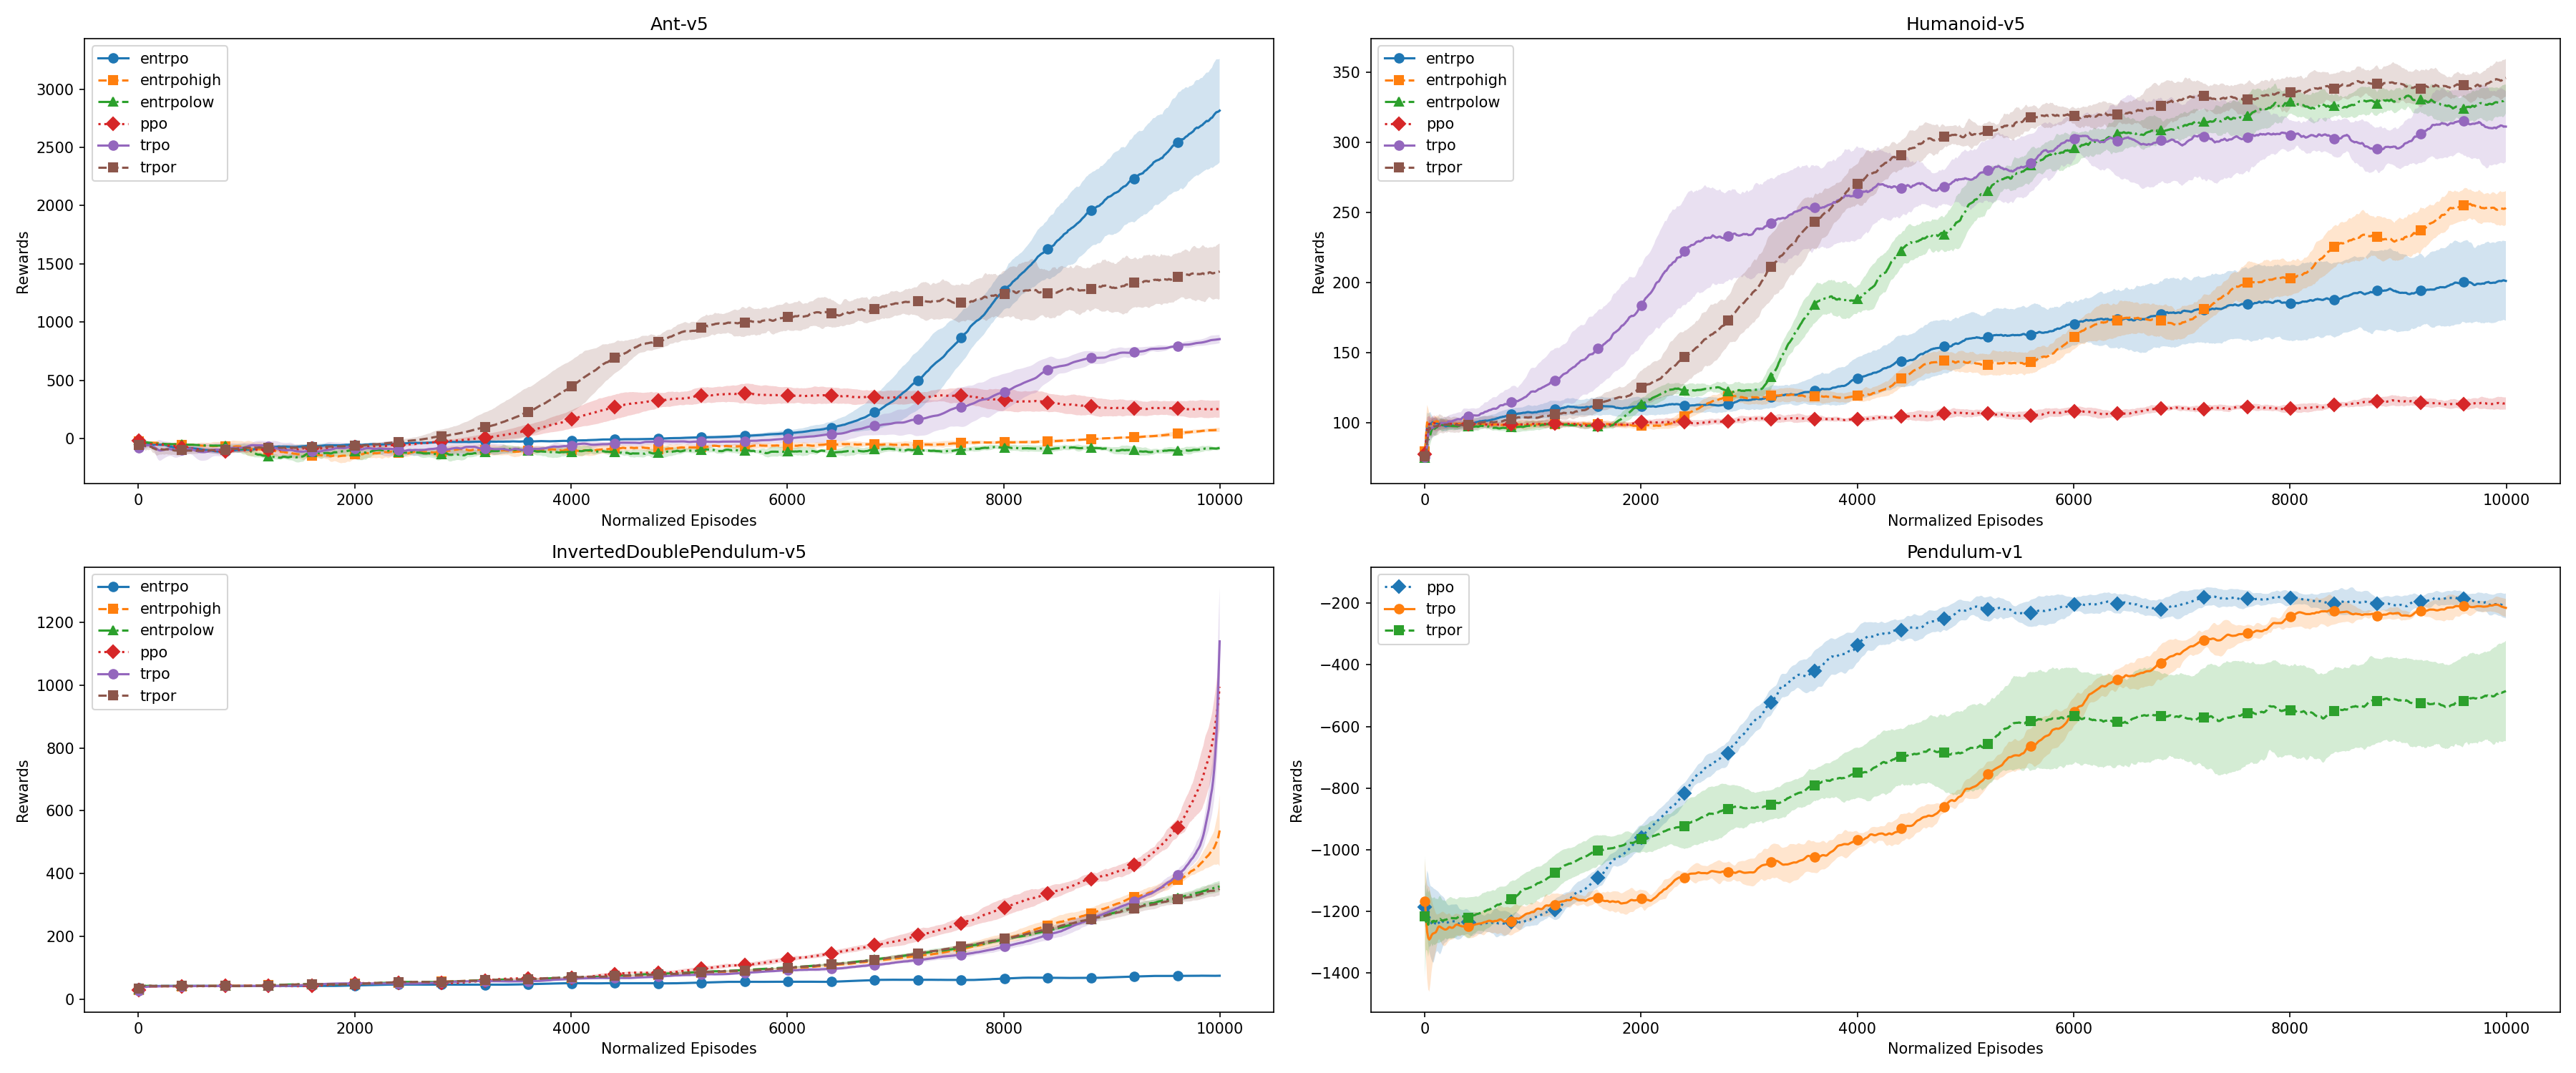 Ant-v5
entrpo
entrpohigh
entrpolow
ppo
trpo
trpor
Rewards
3000
2500
2000
1500
1000
500
0
0 2000 4000 6000 8000 10000
Normalized Episodes
Humanoid-v5
entrpo
entrpohigh
entrpolow
ppo
trpo
trpor
Rewards
350
300
250
200
150
100
0 2000 4000 6000 8000 10000
Normalized Episodes
InvertedDoublePendulum-v5
entrpo
entrpohigh
entrpolow
ppo
trpo
trpor
Rewards
1200
1000
800
600
400
200
0
0 2000 4000 6000 8000 10000
Normalized Episodes
Pendulum-v1
ppo
trpo
trpor
Rewards
−200
−400
−600
−800
−1000
−1200
−1400
0 2000 4000 6000 8000 10000
Normalized Episodes